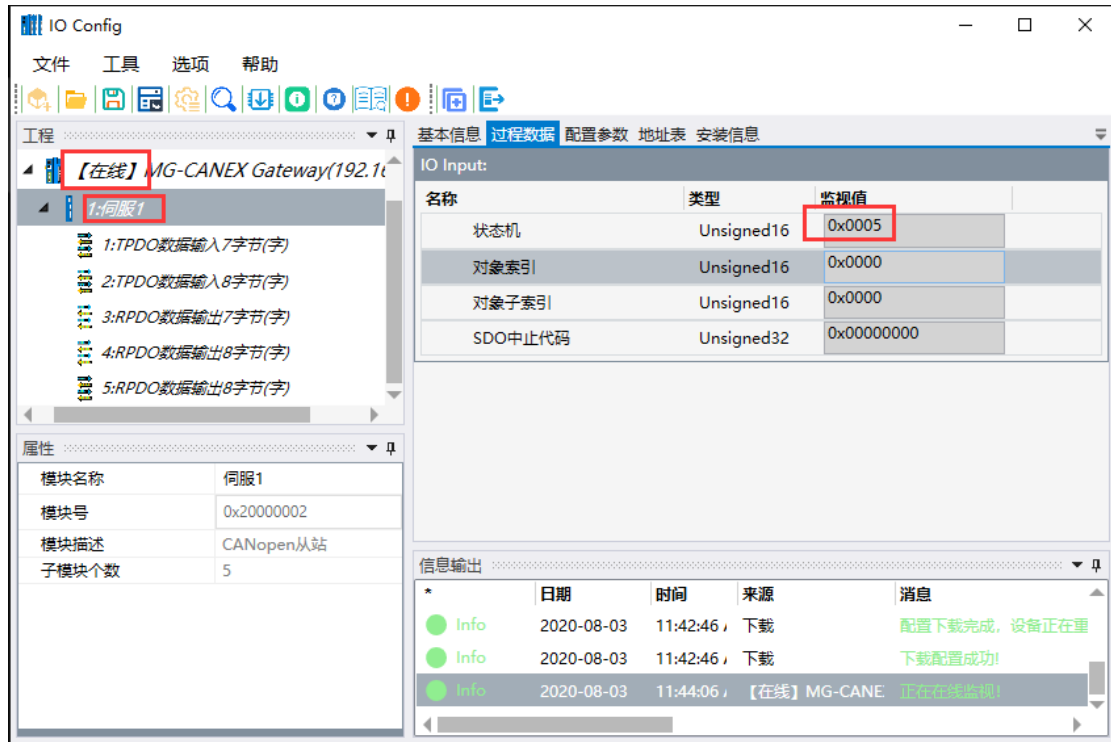 IO Config
文件 工具 选项 帮助
工程
【在线】MG-CANEX Gateway(192.16
1:伺服1
1:TPDO数据输入7字节(字)
2:TPDO数据输入8字节(字)
3:RPDO数据输出7字节(字)
4:RPDO数据输出8字节(字)
5:RPDO数据输出8字节(字)
属性
模块名称 伺服1
模块号 0x20000002
模块描述 CANopen从站
子模块个数 5
基本信息 过程数据 配置参数 地址表 安装信息
IO Input:
名称 类型 监视值
状态机 Unsigned16 0x0005
对象索引 Unsigned16 0x0000
对象子索引 Unsigned16 0x0000
SDO中止代码 Unsigned32 0x00000000
信息输出
* 日期 时间 来源 消息
Info 2020-08-03 11:42:46 下载 配置下载完成，设备正在重
Info 2020-08-03 11:42:46 下载 下载配置成功!
Info 2020-08-03 11:44:06 【在线】MG-CANE 正在在线监视!